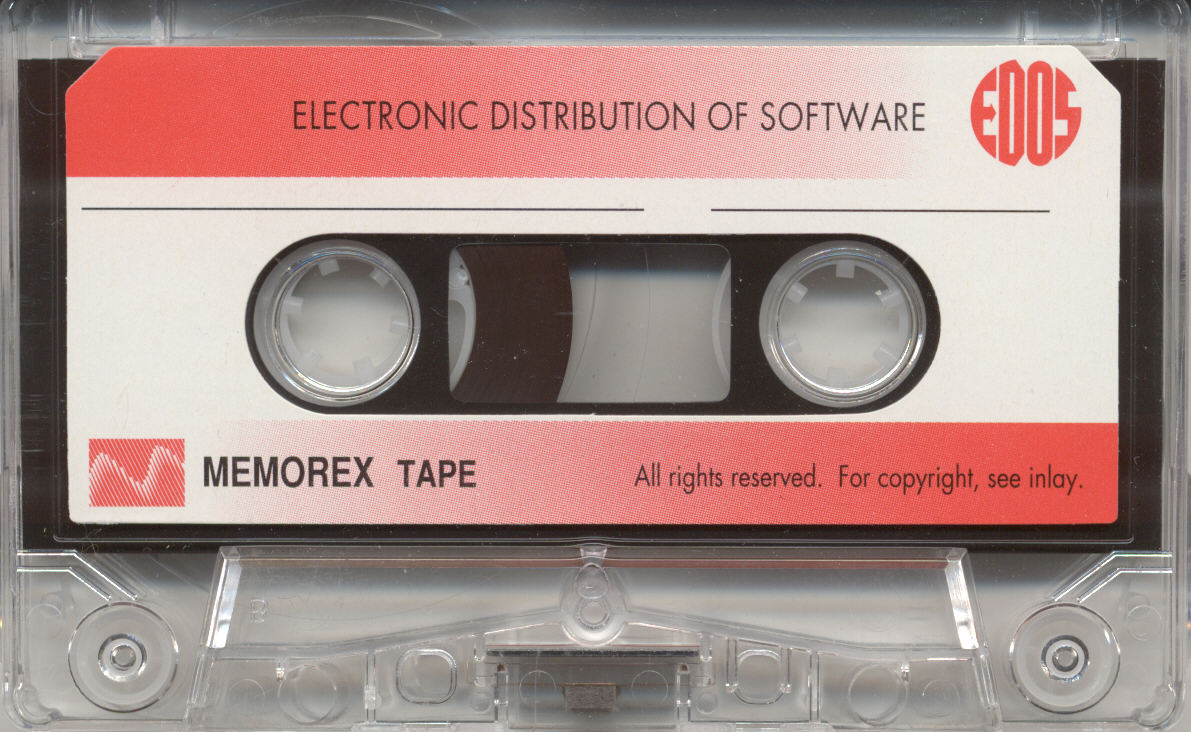 ELECTRONIC DISTRIBUTION OF SOFTWARE
EDOS
MEMOREX TAPE
All rights reserved. For copyright, see inlay.